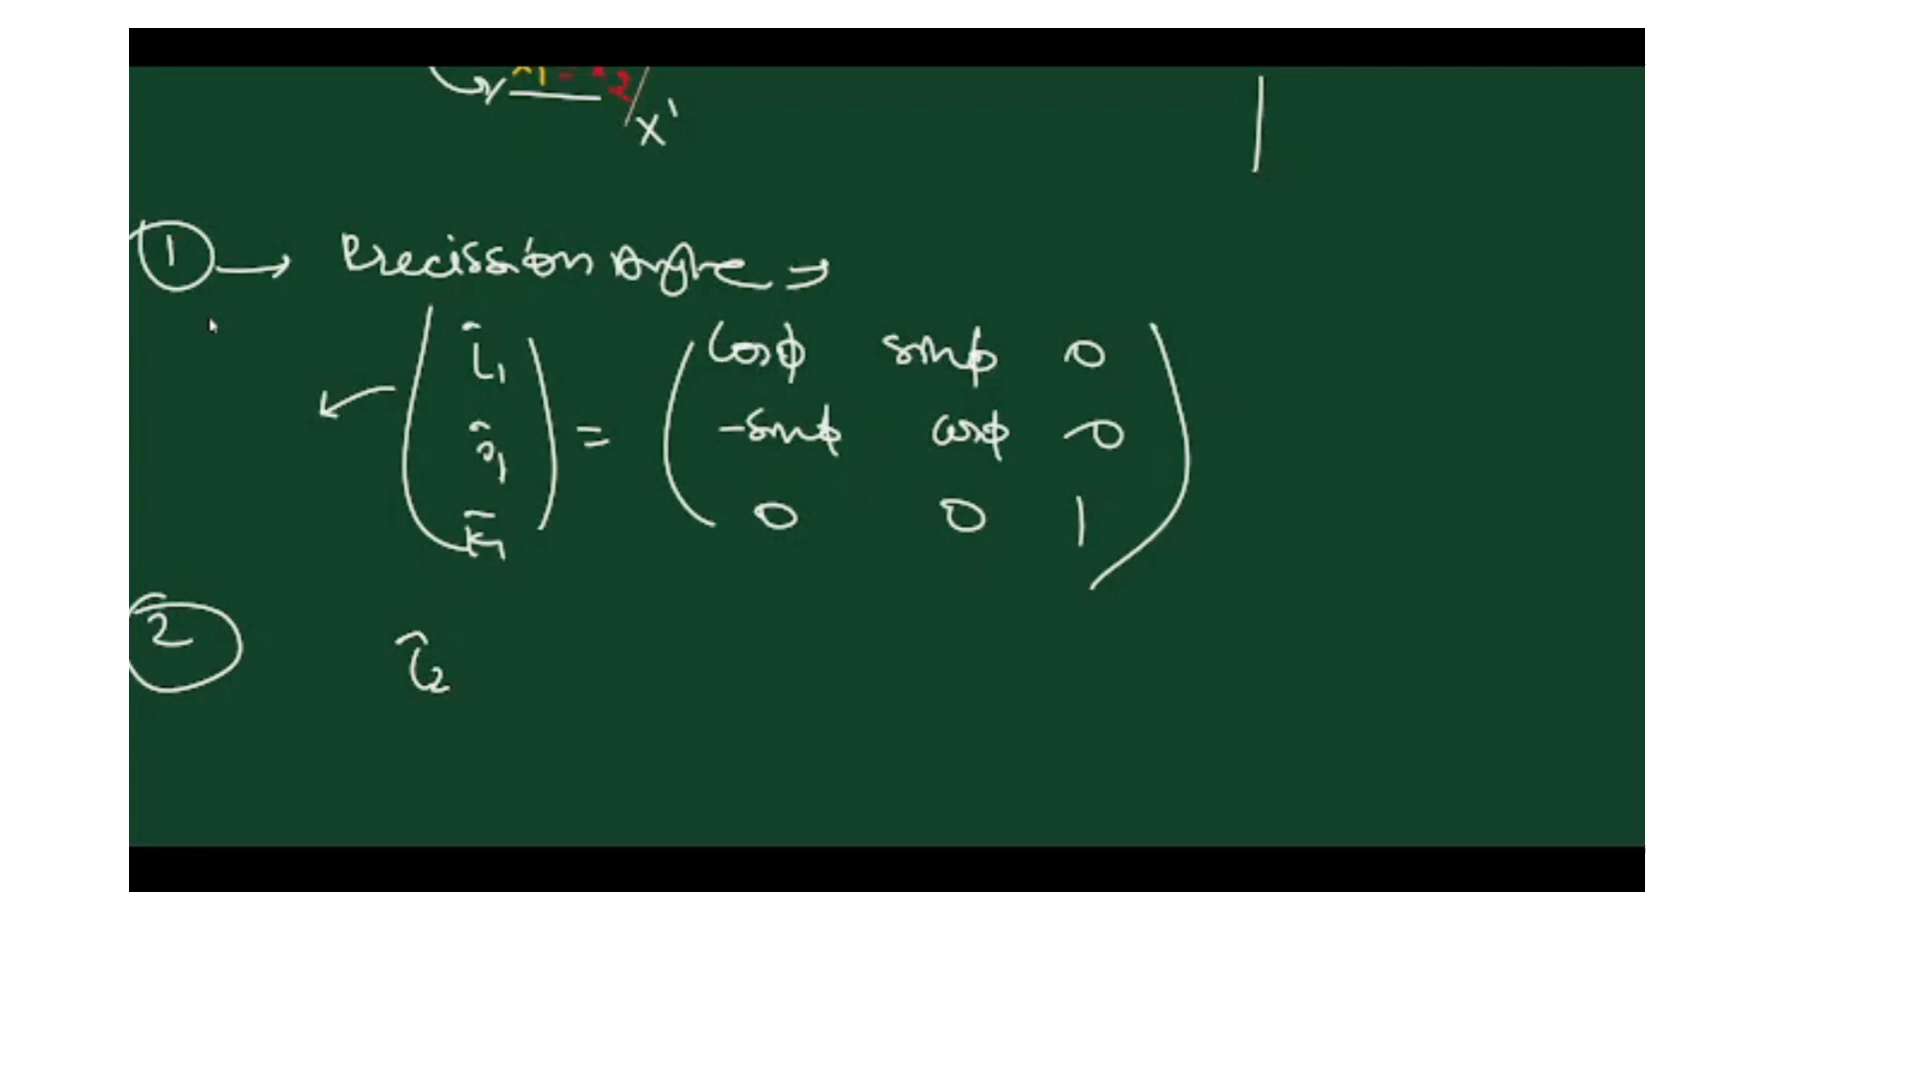 x'
① → Precission Angle ⇒
î₁ cosϕ sinϕ 0
ĵ₁ = -sinϕ cosϕ 0
k̂₁ 0 0 1
② î₂